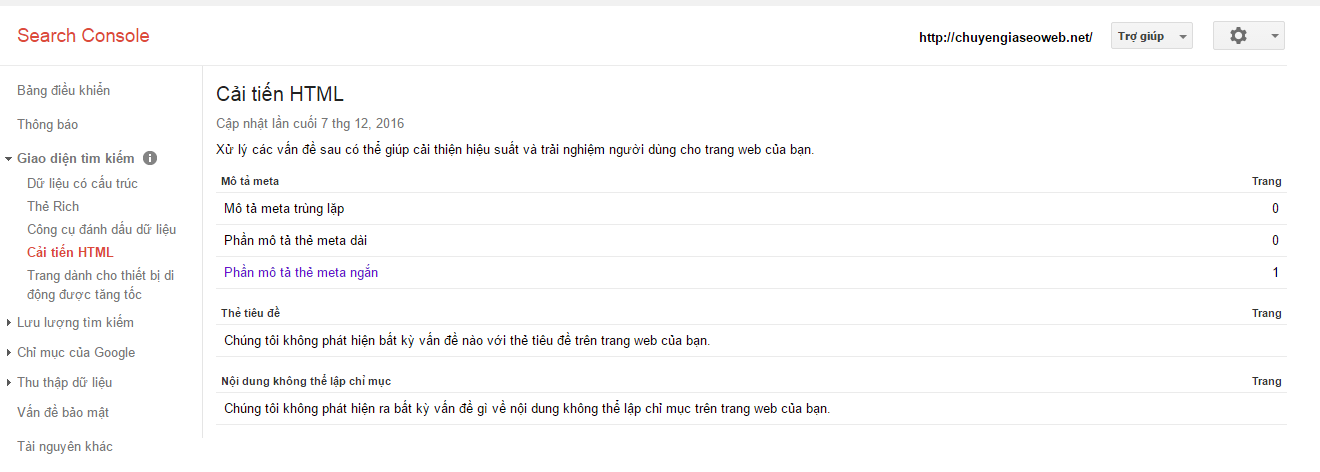 Search Console
http://chuyengiaseoweb.net/
Trợ giúp
Bảng điều khiển
Thông báo
Giao diện tìm kiếm
Dữ liệu có cấu trúc
Thẻ Rich
Công cụ đánh dấu dữ liệu
Cải tiến HTML
Trang dành cho thiết bị di
động được tăng tốc
Lưu lượng tìm kiếm
Chỉ mục của Google
Thu thập dữ liệu
Vấn đề bảo mật
Tài nguyên khác
Cải tiến HTML
Cập nhật lần cuối 7 thg 12, 2016
Xử lý các vấn đề sau có thể giúp cải thiện hiệu suất và trải nghiệm người dùng cho trang web của bạn.
Mô tả meta Trang
Mô tả meta trùng lặp 0
Phần mô tả thẻ meta dài 0
Phần mô tả thẻ meta ngắn 1
Thẻ tiêu đề Trang
Chúng tôi không phát hiện bất kỳ vấn đề nào với thẻ tiêu đề trên trang web của bạn.
Nội dung không thể lập chỉ mục Trang
Chúng tôi không phát hiện ra bất kỳ vấn đề gì về nội dung không thể lập chỉ mục trên trang web của bạn.